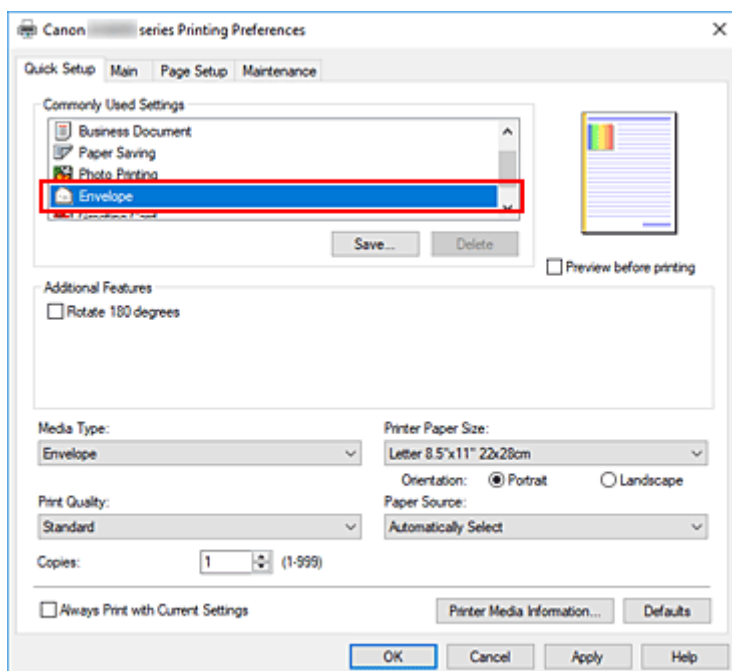 Canon series Printing Preferences
Quick Setup Main Page Setup Maintenance
Commonly Used Settings
Business Document
Paper Saving
Photo Printing
Envelope
Greeting Card
Save... Delete
Preview before printing
Additional Features
Rotate 180 degrees
Media Type:
Envelope
Printer Paper Size:
Letter 8.5"x11" 22x28cm
Orientation: Portrait Landscape
Print Quality:
Standard
Paper Source:
Automatically Select
Copies: 1 (1-999)
Always Print with Current Settings
Printer Media Information... Defaults
OK Cancel Apply Help